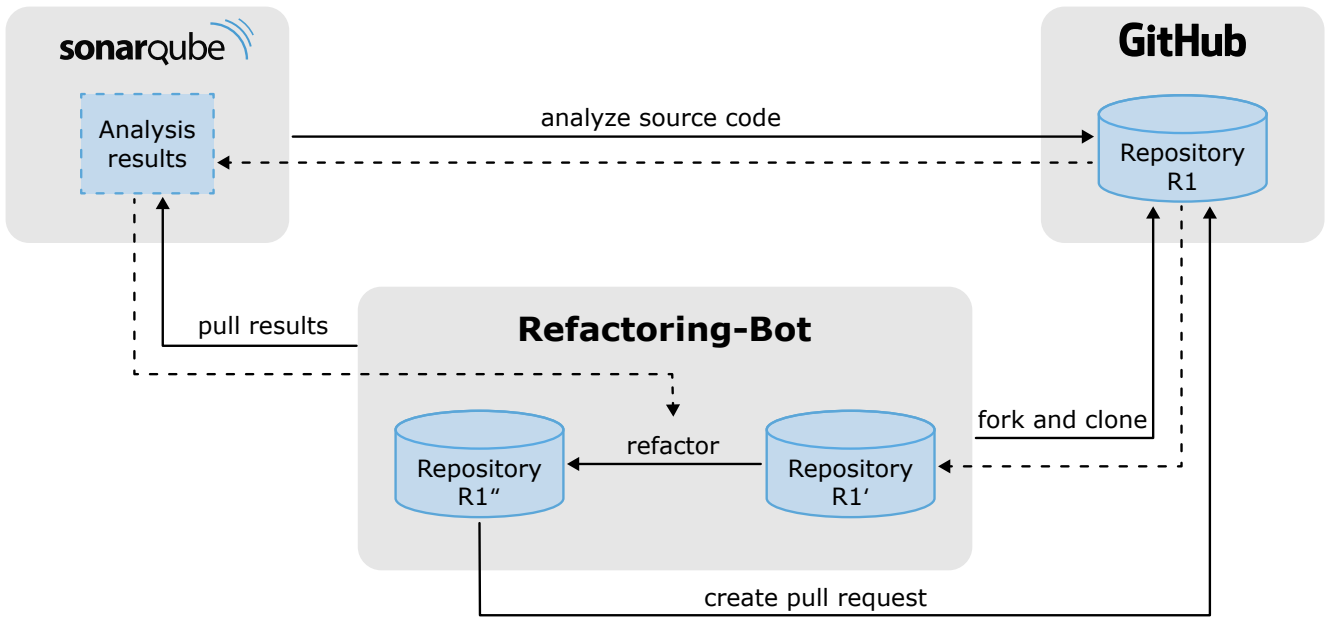 sonarqube
GitHub
Analysis
results
analyze source code
Repository
R1
pull results
Refactoring-Bot
fork and clone
refactor
Repository
R1“
Repository
R1‘
create pull request